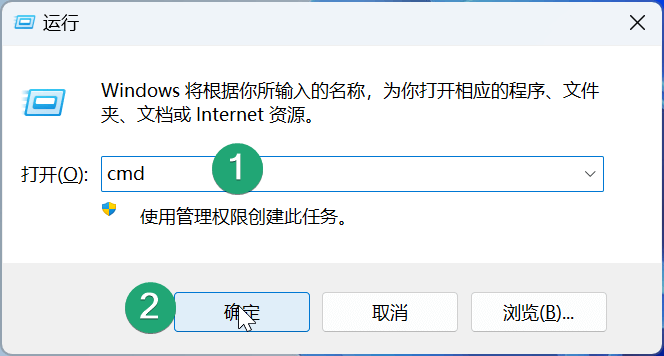 运行
Windows 将根据你所输入的名称，为你打开相应的程序、文件
夹、文档或 Internet 资源。
打开(O): cmd 1
使用管理权限创建此任务。
2 确定 取消 浏览(B)...